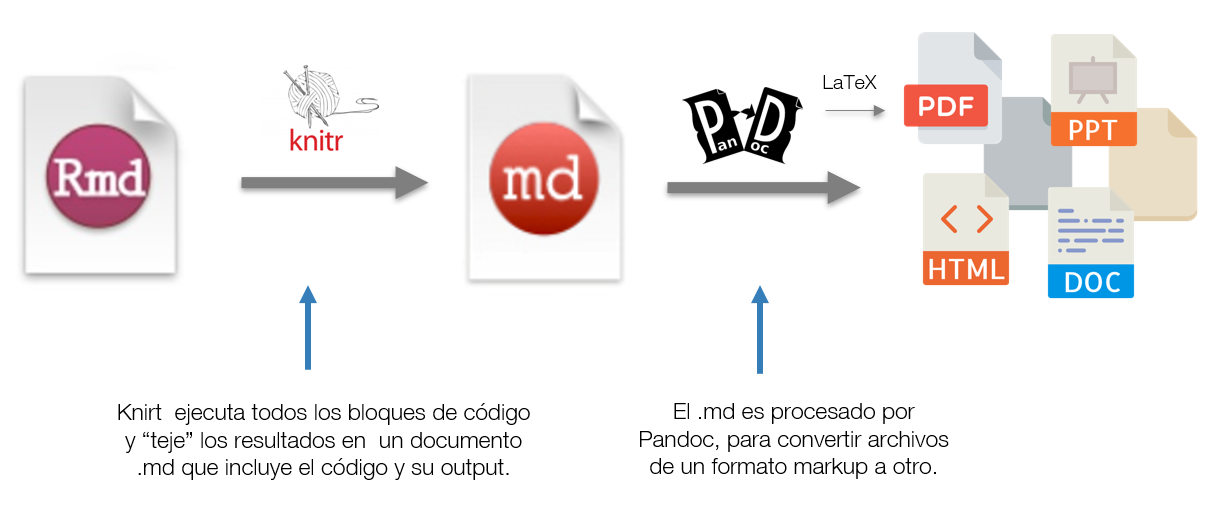 Rmd
knitr
md
Pan
Doc
LaTeX
PDF
PPT
HTML
DOC
Knirt ejecuta todos los bloques de código
y “teje” los resultados en un documento
.md que incluye el código y su output.
El .md es procesado por
Pandoc, para convertir archivos
de un formato markup a otro.